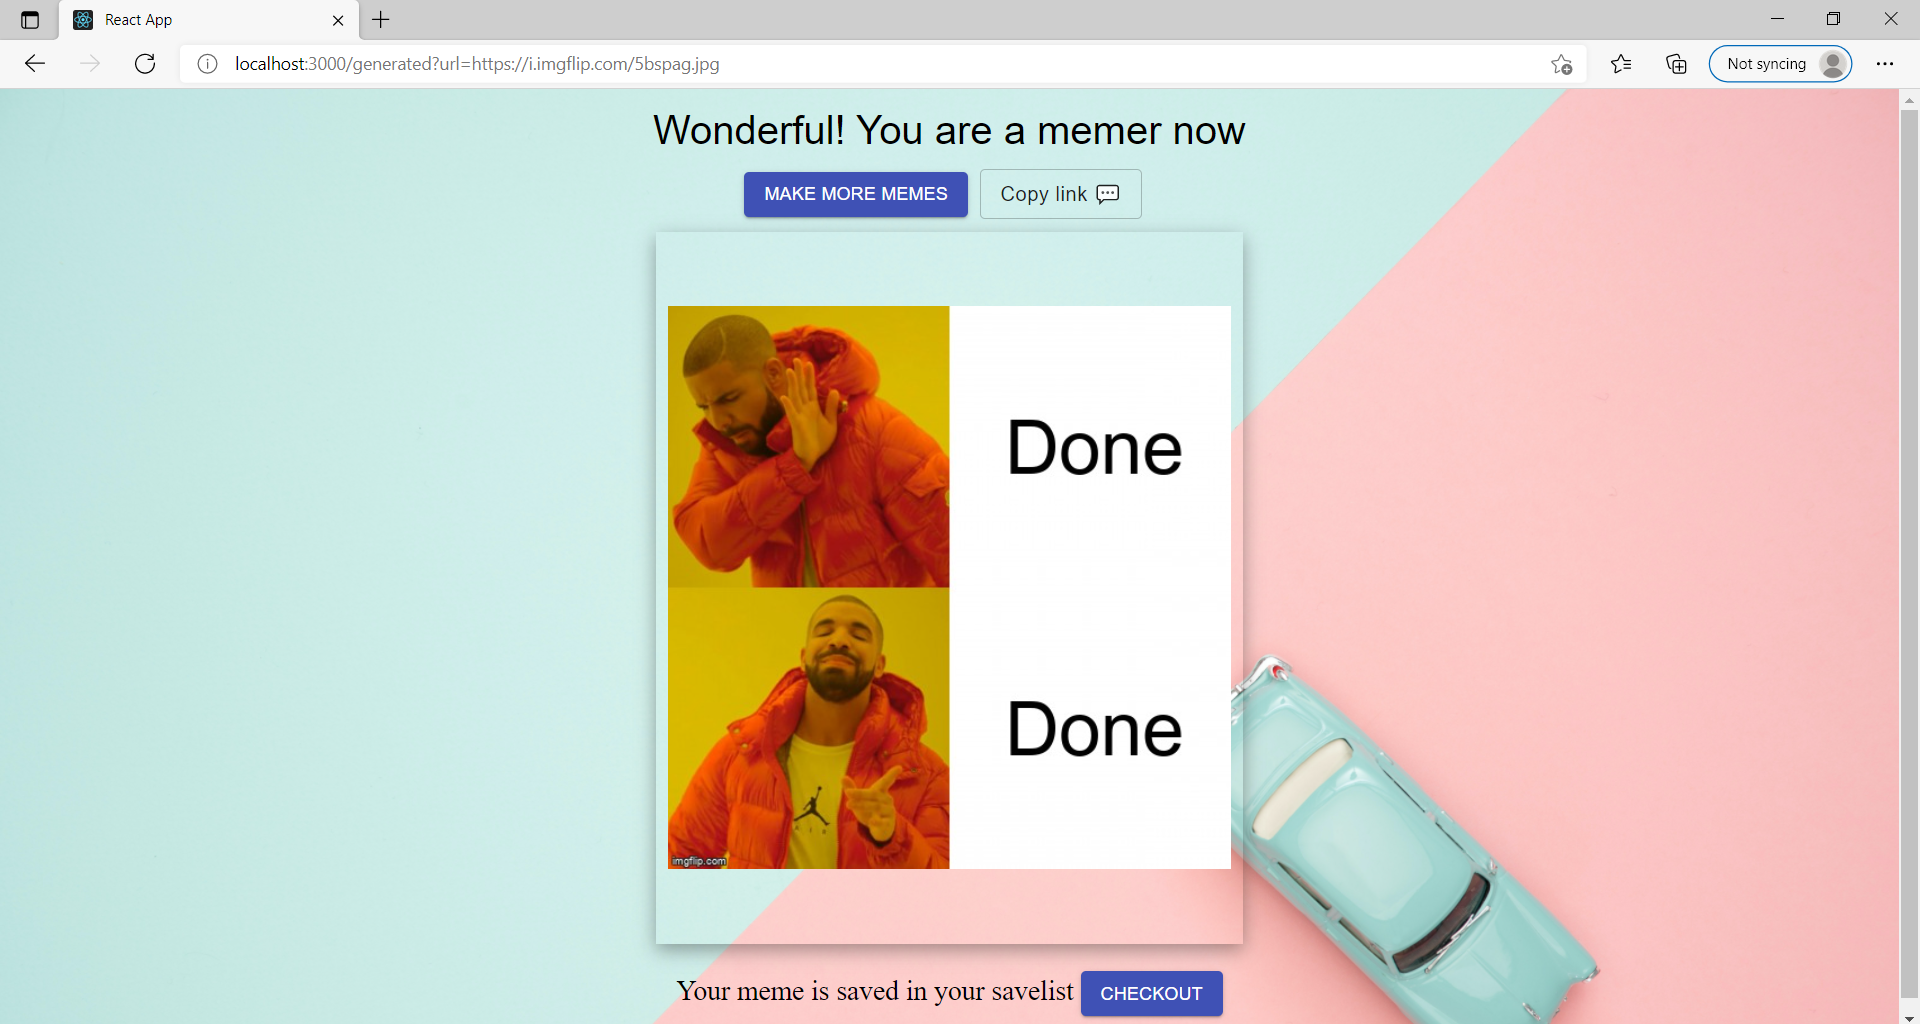 React App
localhost:3000/generated?url=https://i.imgflip.com/5bspag.jpg
Not syncing
Wonderful! You are a memer now
MAKE MORE MEMES
Copy link
Done
Done
imgflip.com
Your meme is saved in your savelist
CHECKOUT